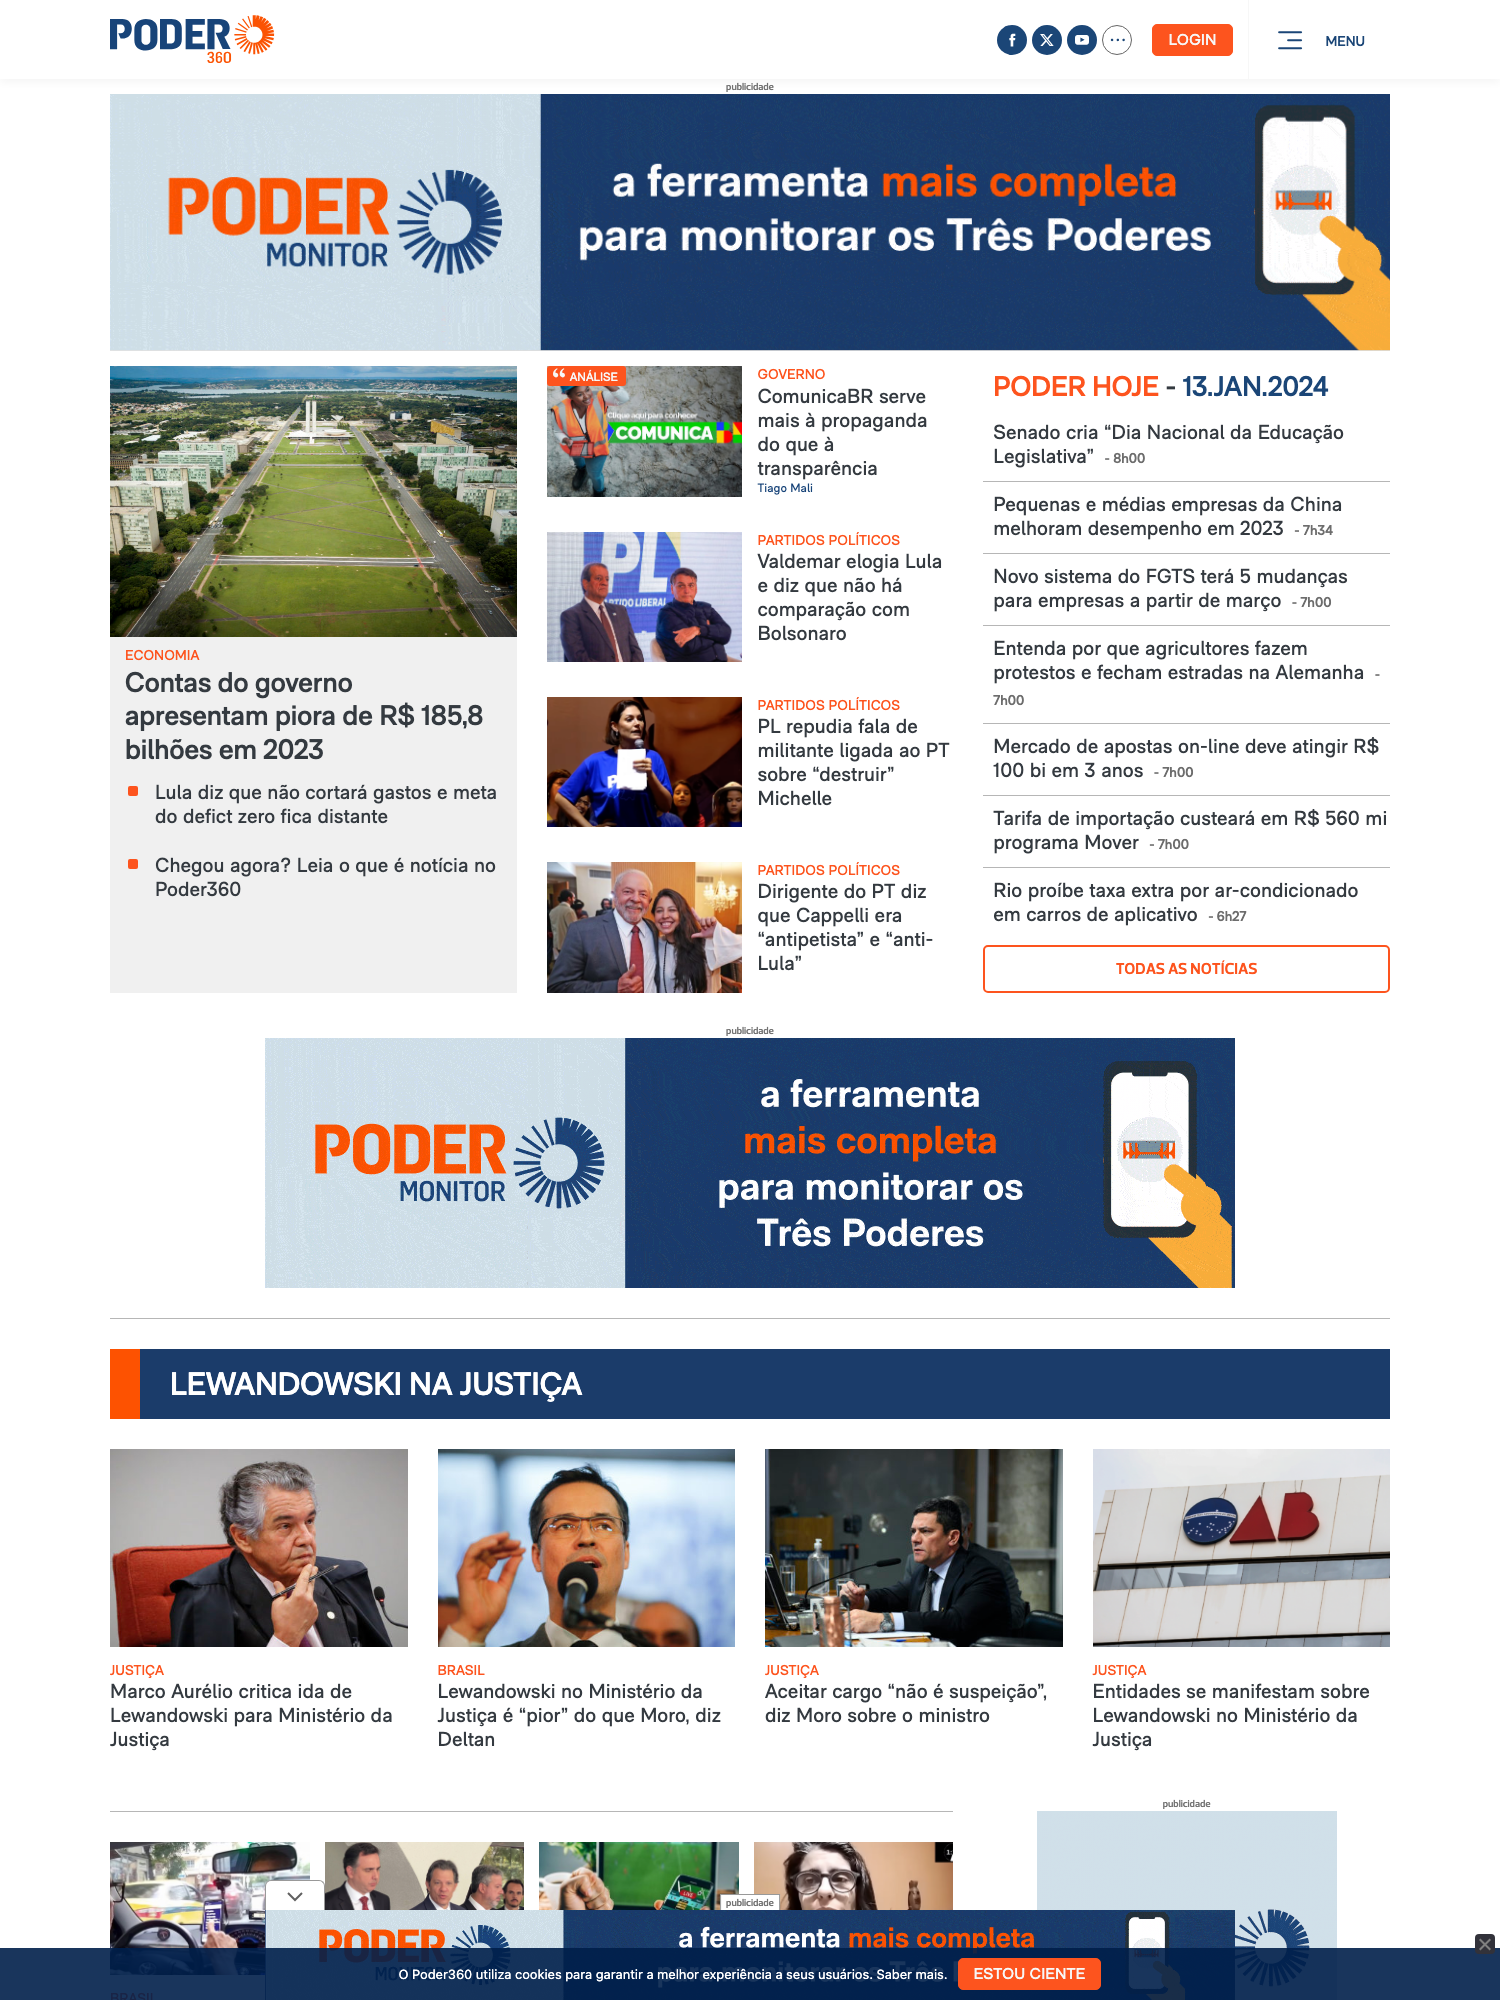 PODER
360
LOGIN
MENU
publicidade
PODER
MONITOR
a ferramenta mais completa
para monitorar os Três Poderes
ECONOMIA
Contas do governo
apresentam piora de R$ 185,8
bilhões em 2023
Lula diz que não cortará gastos e meta
do defict zero fica distante
Chegou agora? Leia o que é notícia no
Poder360
ANÁLISE
Clique aqui para conhecer
COMUNICA
GOVERNO
ComunicaBR serve
mais à propaganda
do que à
transparência
Tiago Mali
PL
PARTIDO LIBERAL
PARTIDOS POLÍTICOS
Valdemar elogia Lula
e diz que não há
comparação com
Bolsonaro
PARTIDOS POLÍTICOS
PL repudia fala de
militante ligada ao PT
sobre “destruir”
Michelle
PARTIDOS POLÍTICOS
Dirigente do PT diz
que Cappelli era
“antipetista” e “anti-
Lula”
PODER HOJE - 13.JAN.2024
Senado cria “Dia Nacional da Educação
Legislativa” - 8h00
Pequenas e médias empresas da China
melhoram desempenho em 2023 - 7h34
Novo sistema do FGTS terá 5 mudanças
para empresas a partir de março - 7h00
Entenda por que agricultores fazem
protestos e fecham estradas na Alemanha -
7h00
Mercado de apostas on-line deve atingir R$
100 bi em 3 anos - 7h00
Tarifa de importação custeará em R$ 560 mi
programa Mover - 7h00
Rio proíbe taxa extra por ar-condicionado
em carros de aplicativo - 6h27
TODAS AS NOTÍCIAS
publicidade
PODER
MONITOR
a ferramenta
mais completa
para monitorar os
Três Poderes
LEWANDOWSKI NA JUSTIÇA
OAB
JUSTIÇA
Marco Aurélio critica ida de
Lewandowski para Ministério da
Justiça
BRASIL
Lewandowski no Ministério da
Justiça é “pior” do que Moro, diz
Deltan
JUSTIÇA
Aceitar cargo “não é suspeição”,
diz Moro sobre o ministro
JUSTIÇA
Entidades se manifestam sobre
Lewandowski no Ministério da
Justiça
publicidade
publicidade
PODER
a ferramenta mais completa
O Poder360 utiliza cookies para garantir a melhor experiência a seus usuários. Saber mais.
ESTOU CIENTE
BRASIL